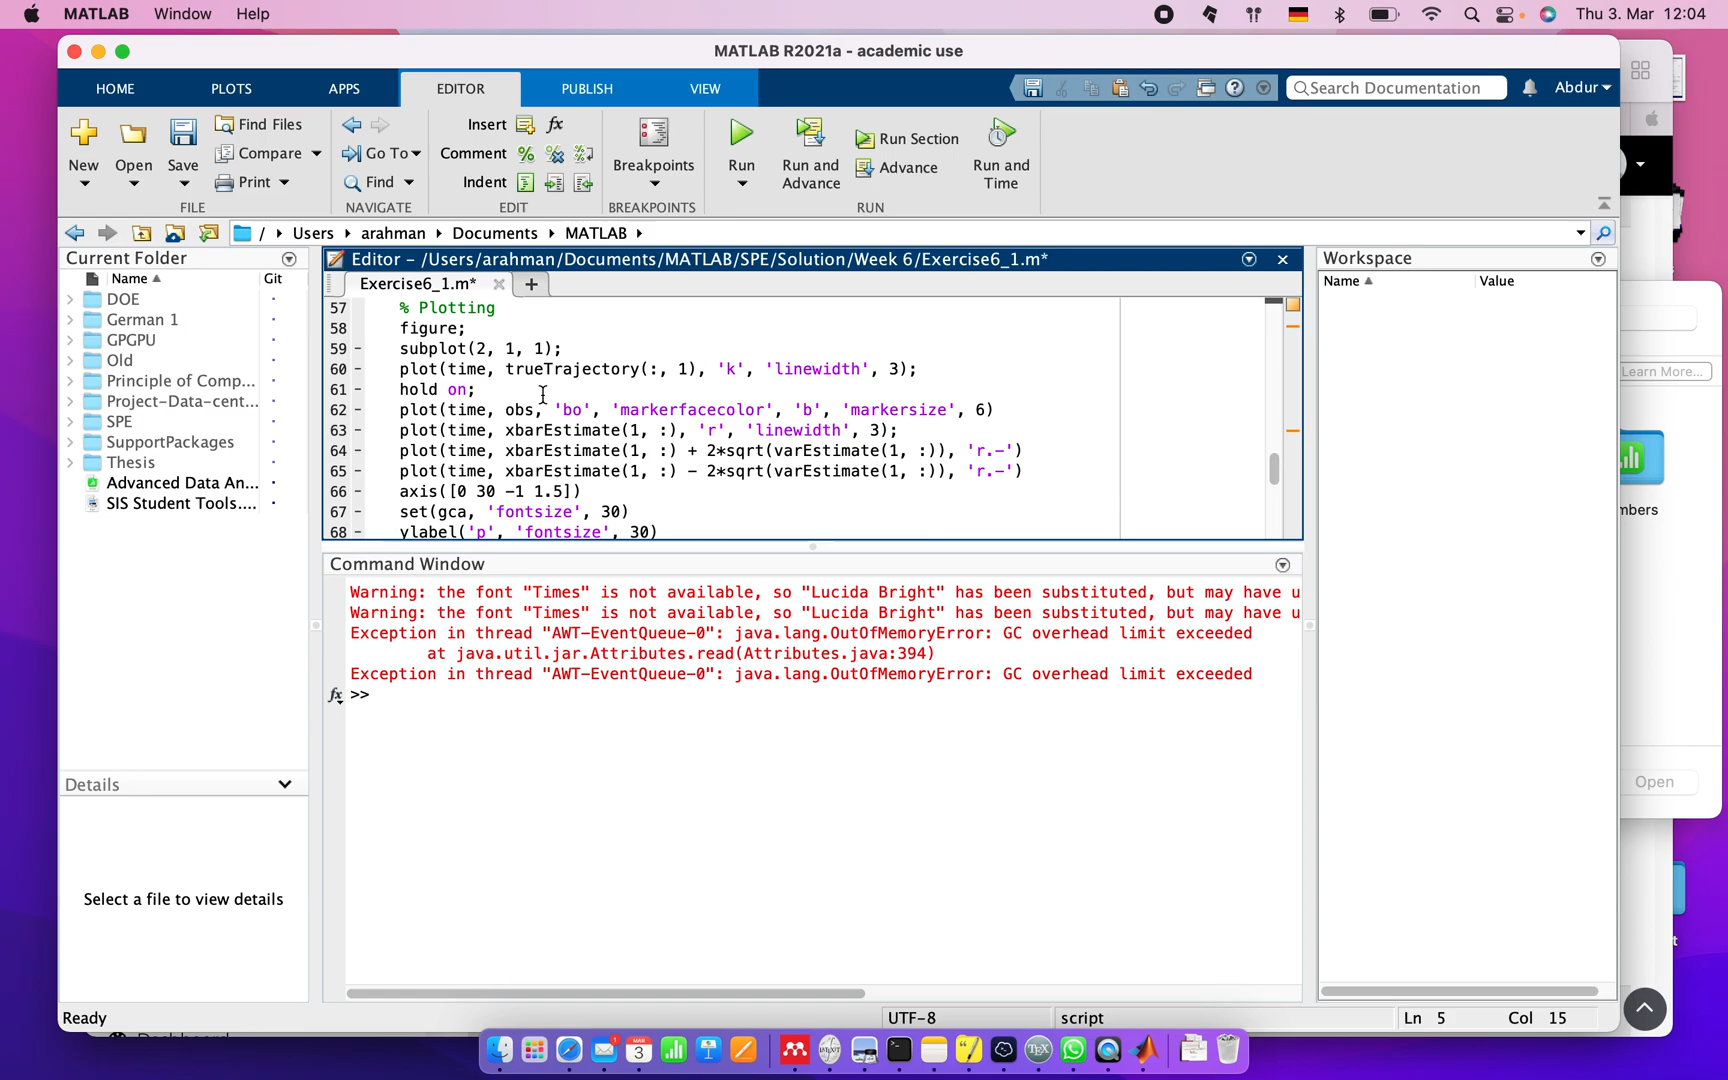 MATLAB Window Help Thu 3. Mar 12:04
MATLAB R2021a - academic use
HOME PLOTS APPS EDITOR PUBLISH VIEW Search Documentation Abdur
New Open Save Find Files Compare Print FILE
Go To Find NAVIGATE
Insert fx Comment Indent EDIT
Breakpoints BREAKPOINTS
Run Run and Advance Run Section Advance Run and Time RUN
/ Users arahman Documents MATLAB
Current Folder
Name Git
DOE
German 1
GPGPU
Old
Principle of Comp...
Project-Data-cent...
SPE
SupportPackages
Thesis
Advanced Data An...
SIS Student Tools....
Details
Select a file to view details
Editor - /Users/arahman/Documents/MATLAB/SPE/Solution/Week 6/Exercise6_1.m*
Exercise6_1.m*
57 % Plotting
58 - figure;
59 - subplot(2, 1, 1);
60 - plot(time, trueTrajectory(:, 1), 'k', 'linewidth', 3);
61 - hold on;
62 - plot(time, obs, 'bo', 'markerfacecolor', 'b', 'markersize', 6)
63 - plot(time, xbarEstimate(1, :), 'r', 'linewidth', 3);
64 - plot(time, xbarEstimate(1, :) + 2*sqrt(varEstimate(1, :)), 'r.-')
65 - plot(time, xbarEstimate(1, :) - 2*sqrt(varEstimate(1, :)), 'r.-')
66 - axis([0 30 -1 1.5])
67 - set(gca, 'fontsize', 30)
68 - ylabel('p', 'fontsize', 30)
Command Window
Warning: the font "Times" is not available, so "Lucida Bright" has been substituted, but may have u
Warning: the font "Times" is not available, so "Lucida Bright" has been substituted, but may have u
Exception in thread "AWT-EventQueue-0": java.lang.OutOfMemoryError: GC overhead limit exceeded
at java.util.jar.Attributes.read(Attributes.java:394)
Exception in thread "AWT-EventQueue-0": java.lang.OutOfMemoryError: GC overhead limit exceeded
fx >>
Workspace
Name Value
Learn More...
mbers
Open
Ready UTF-8 script Ln 5 Col 15